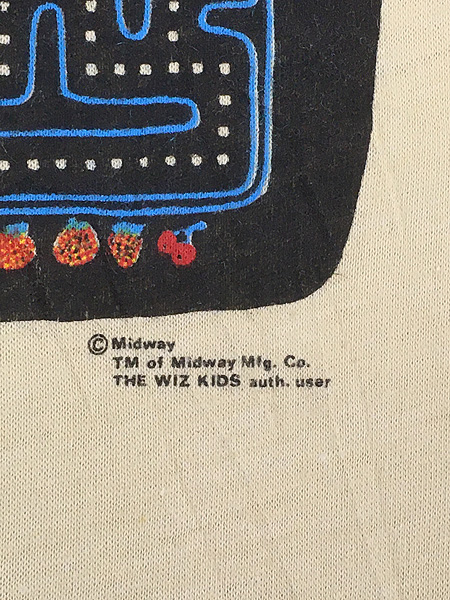 ©Midway
TM of Midway Mfg. Co.
THE WIZ KIDS auth. user